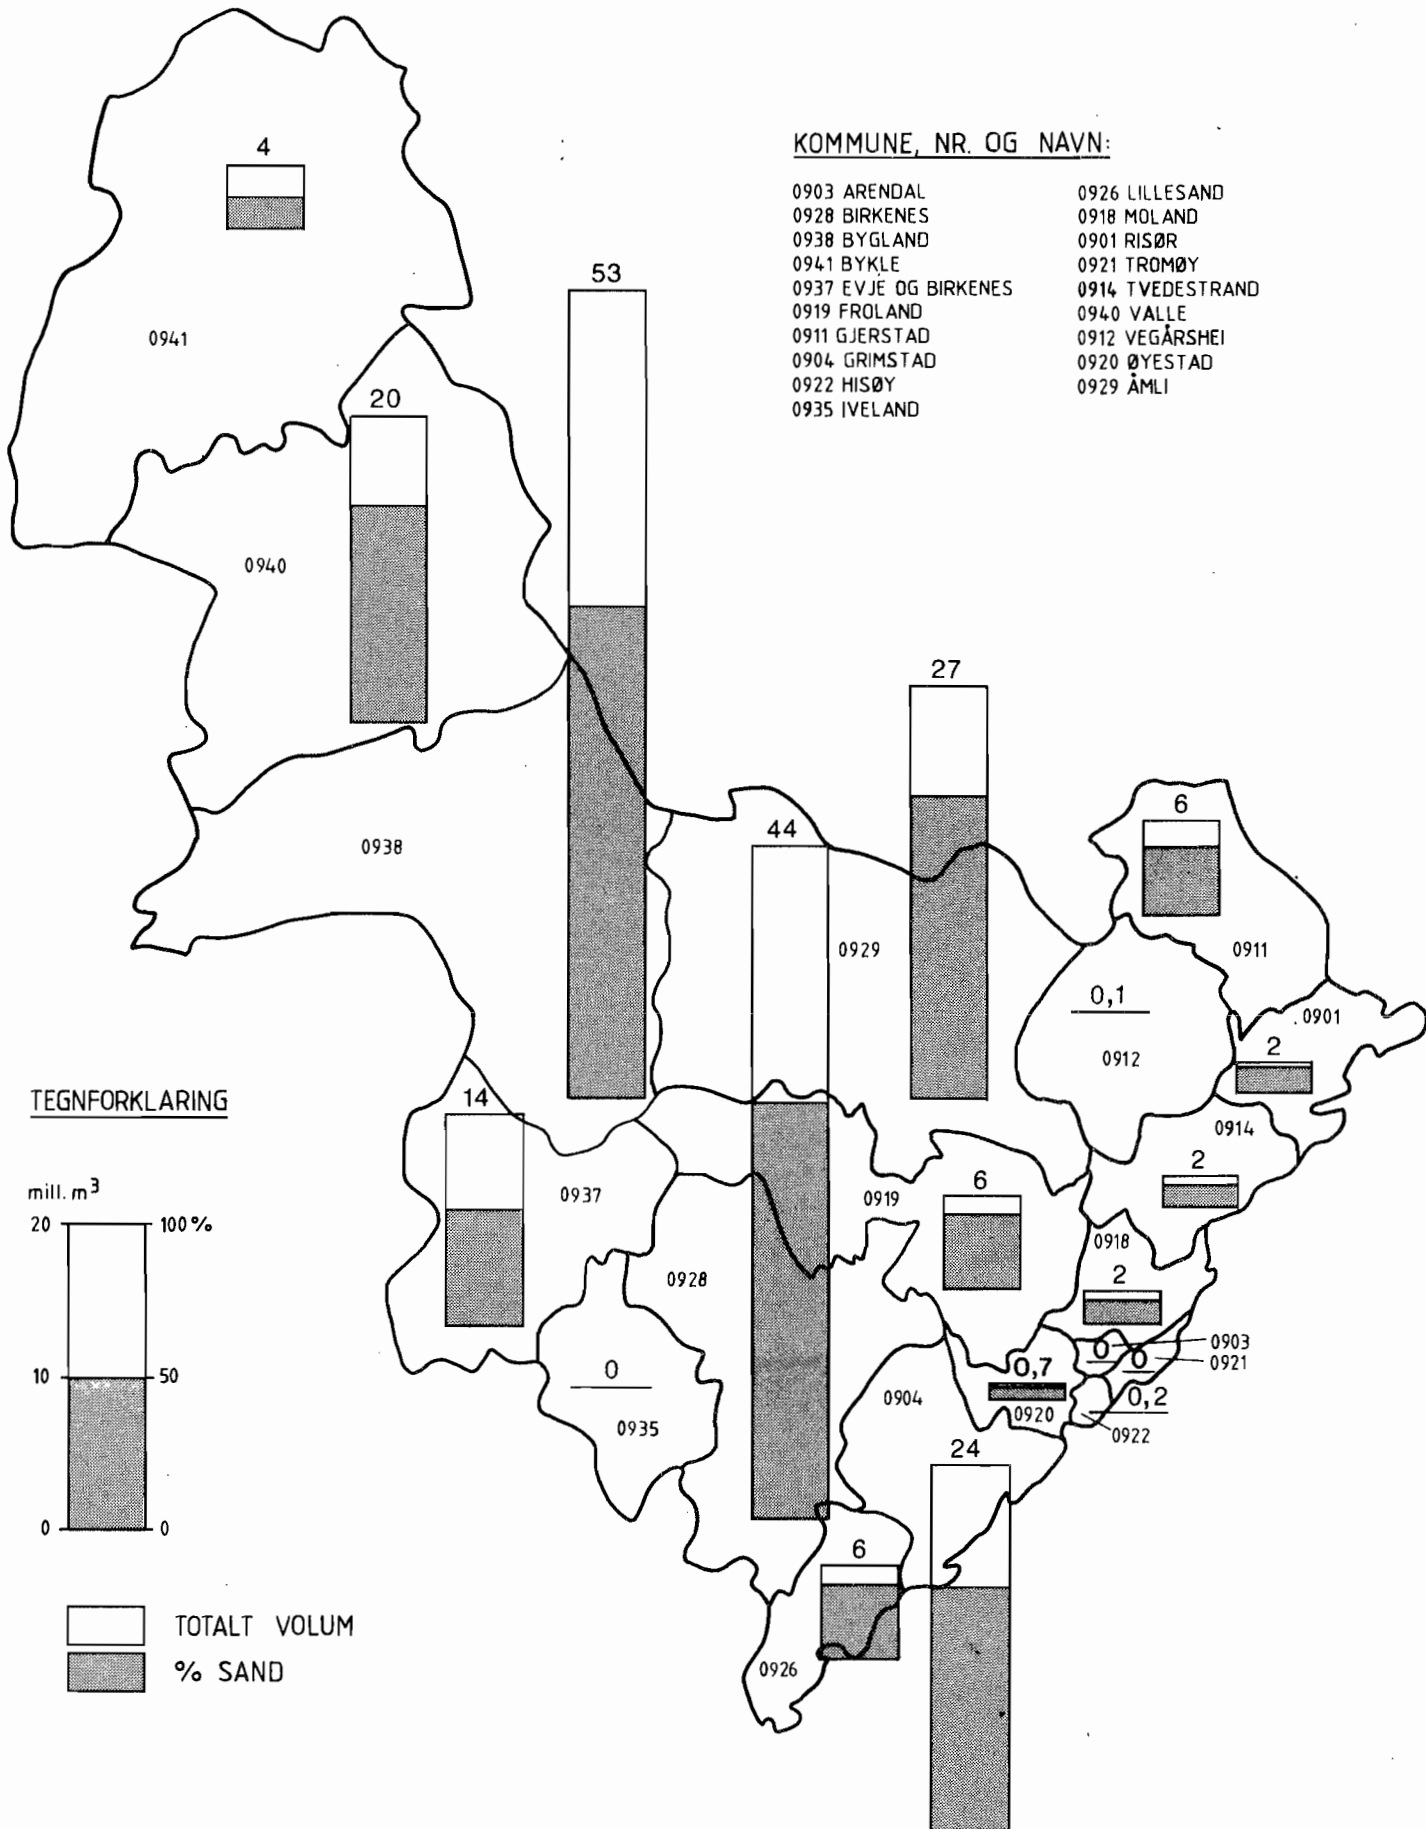 KOMMUNE, NR. OG NAVN:
0903 ARENDAL
0928 BIRKENES
0938 BYGLAND
0941 BYKLE
0937 EVJE OG BIRKENES
0919 FROLAND
0911 GJERSTAD
0904 GRIMSTAD
0922 HISØY
0935 IVELAND
0926 LILLESAND
0918 MOLAND
0901 RISØR
0921 TROMØY
0914 TVEDESTRAND
0940 VALLE
0912 VEGÅRSHEI
0920 ØYESTAD
0929 ÅMLI
4
0941
53
20
0940
27
6
44
0938
0929
0911
0,1
0901
0912
2
14
0914
2
0937
0919
6
0918
0928
2
0903
0
0
0921
0,7
0
0904
0,2
0920
0935
0922
24
6
0926
TEGNFORKLARING
mill. m³
20
100 %
10
50
0
0
TOTALT VOLUM
% SAND